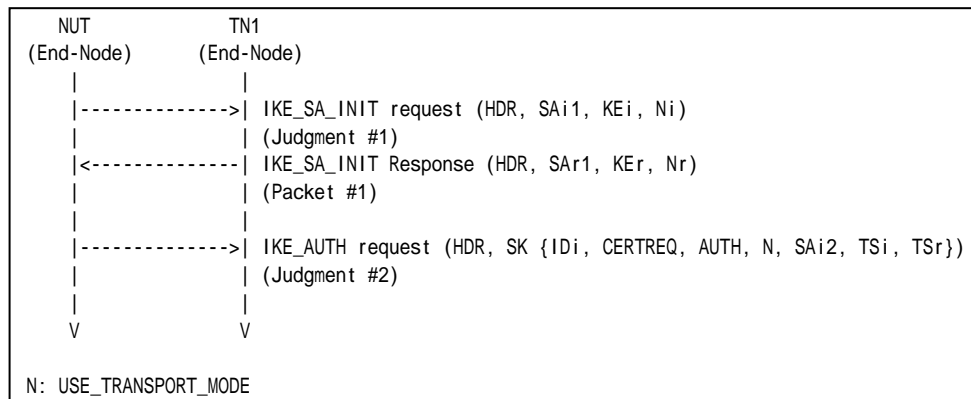 NUT TN1
(End-Node) (End-Node)
| |
|-------------->| IKE_SA_INIT request (HDR, SAi1, KEi, Ni)
| | (Judgment #1)
|<--------------| IKE_SA_INIT Response (HDR, SAr1, KEr, Nr)
| | (Packet #1)
| |
|-------------->| IKE_AUTH request (HDR, SK {IDi, CERTREQ, AUTH, N, SAi2, TSi, TSr})
| | (Judgment #2)
| |
V V
N: USE_TRANSPORT_MODE